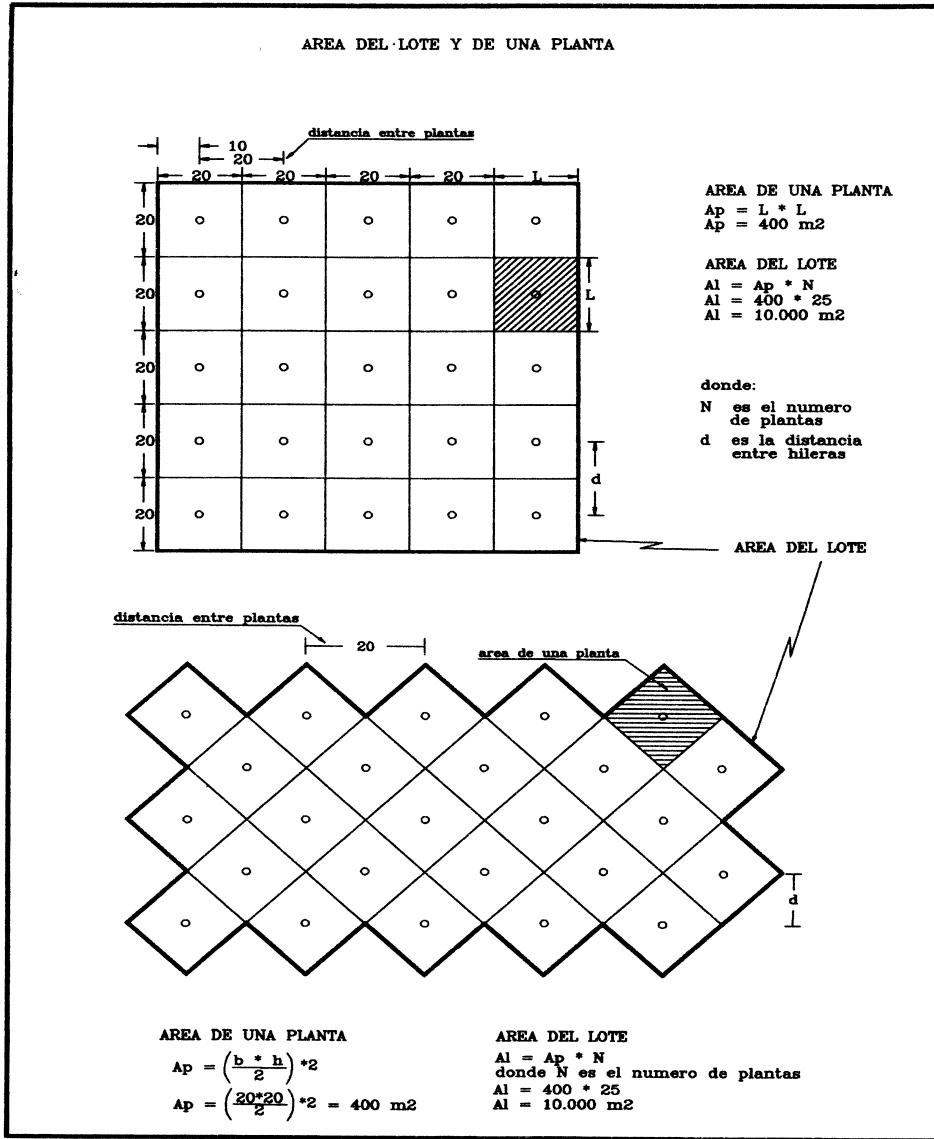 AREA DEL LOTE Y DE UNA PLANTA
distancia entre plantas
10
20
20 20 20 20 L
20
20
20
20
20
L
d
AREA DE UNA PLANTA
Ap = L * L
Ap = 400 m2
AREA DEL LOTE
Al = Ap * N
Al = 400 * 25
Al = 10.000 m2
donde:
N es el numero
de plantas
d es la distancia
entre hileras
AREA DEL LOTE
distancia entre plantas
20
area de una planta
d
AREA DE UNA PLANTA
Ap = (b * h / 2) *2
Ap = (20*20 / 2) *2 = 400 m2
AREA DEL LOTE
Al = Ap * N
donde N es el numero de plantas
Al = 400 * 25
Al = 10.000 m2